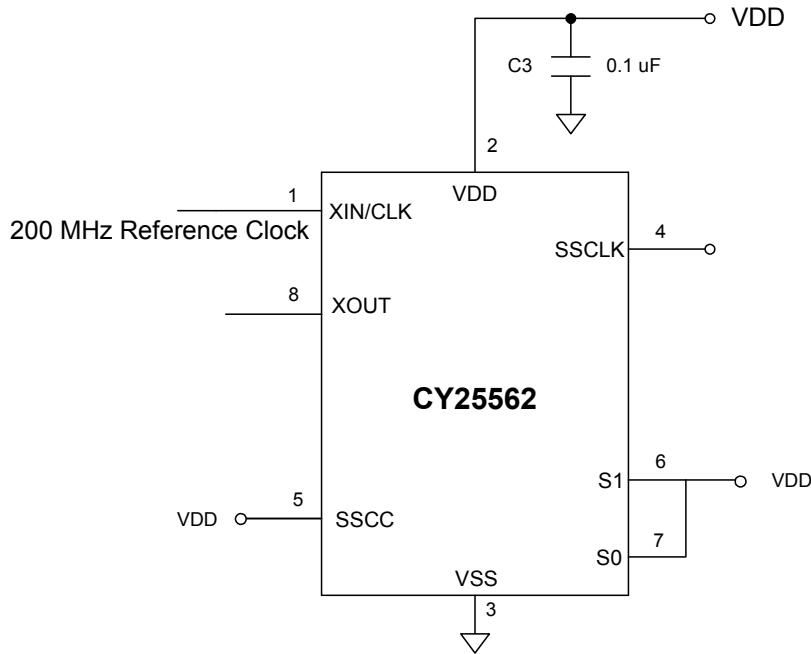 VDD
C3 0.1 uF
2
VDD
1
XIN/CLK
200 MHz Reference Clock
SSCLK
4
8
XOUT
CY25562
S1
6
VDD
5
VDD
SSCC
7
S0
VSS
3